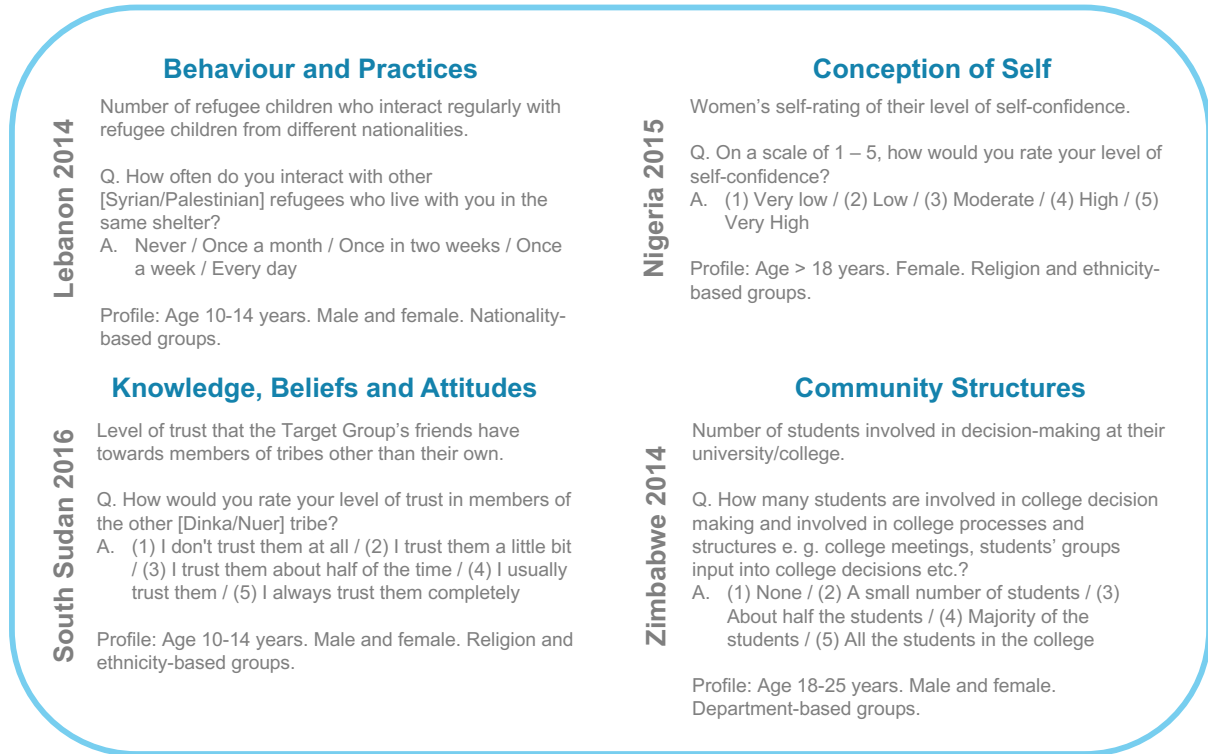 Behaviour and Practices
Lebanon 2014
Number of refugee children who interact regularly with
refugee children from different nationalities.
Q. How often do you interact with other
[Syrian/Palestinian] refugees who live with you in the
same shelter?
A. Never / Once a month / Once in two weeks / Once
a week / Every day
Profile: Age 10-14 years. Male and female. Nationality-
based groups.
Conception of Self
Nigeria 2015
Women's self-rating of their level of self-confidence.
Q. On a scale of 1 – 5, how would you rate your level of
self-confidence?
A. (1) Very low / (2) Low / (3) Moderate / (4) High / (5)
Very High
Profile: Age > 18 years. Female. Religion and ethnicity-
based groups.
Knowledge, Beliefs and Attitudes
South Sudan 2016
Level of trust that the Target Group's friends have
towards members of tribes other than their own.
Q. How would you rate your level of trust in members of
the other [Dinka/Nuer] tribe?
A. (1) I don't trust them at all / (2) I trust them a little bit
/ (3) I trust them about half of the time / (4) I usually
trust them / (5) I always trust them completely
Profile: Age 10-14 years. Male and female. Religion and
ethnicity-based groups.
Community Structures
Zimbabwe 2014
Number of students involved in decision-making at their
university/college.
Q. How many students are involved in college decision
making and involved in college processes and
structures e. g. college meetings, students' groups
input into college decisions etc.?
A. (1) None / (2) A small number of students / (3)
About half the students / (4) Majority of the
students / (5) All the students in the college
Profile: Age 18-25 years. Male and female.
Department-based groups.